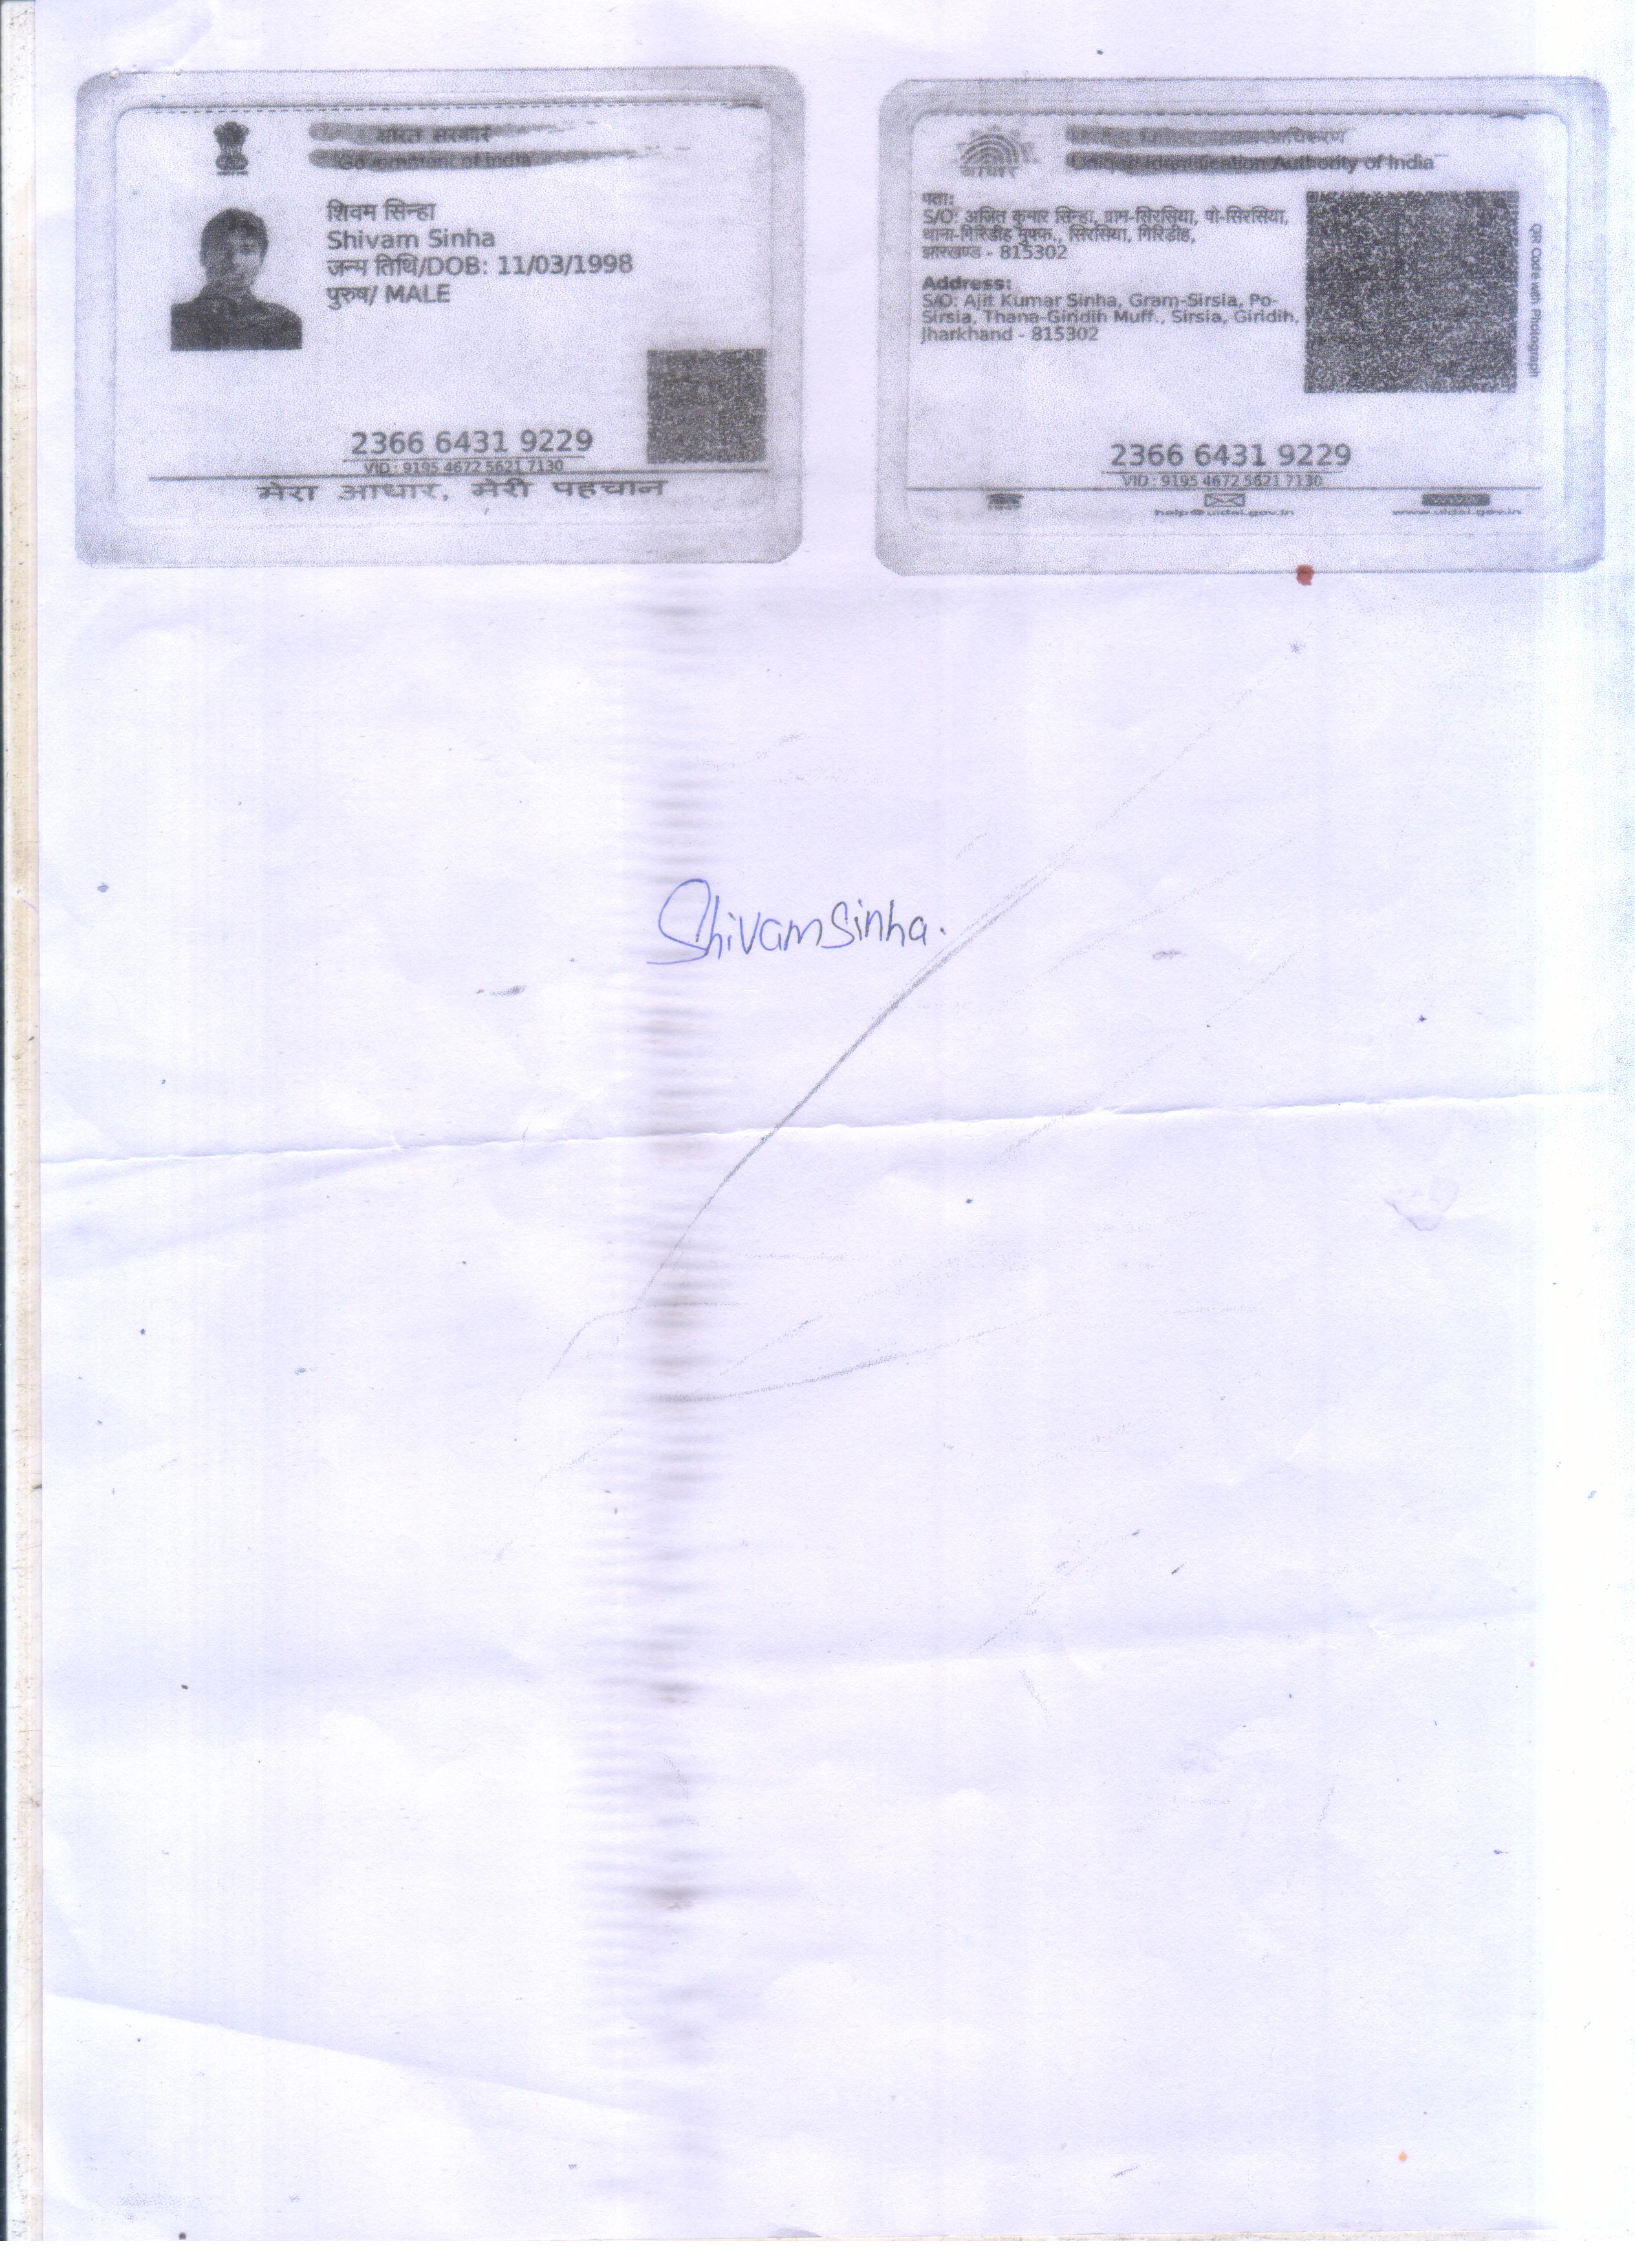 भारत सरकार
Government of India
शिवम सिन्हा
Shivam Sinha
जन्म तिथि/DOB: 11/03/1998
पुरुष/ MALE
2366 6431 9229
VID: 9195 4672 5621 7130
मेरा आधार, मेरी पहचान
आधार
प्राधिकरण
Unique Identification Authority of India
पता:
S/O: अजित कुमार सिन्हा, ग्राम-सिरसिया, पो-सिरसिया,
थाना-गिरिडीह मुफ्फ., सिरसिया, गिरिडीह,
झारखण्ड - 815302
Address:
S/O: Ajit Kumar Sinha, Gram-Sirsia, Po-
Sirsia, Thana-Giridih Muff., Sirsia, Giridih,
Jharkhand - 815302
QR Code with Photograph
2366 6431 9229
VID: 9195 4672 5621 7130
help@uidai.gov.in
www.uidai.gov.in
Shivam Sinha.